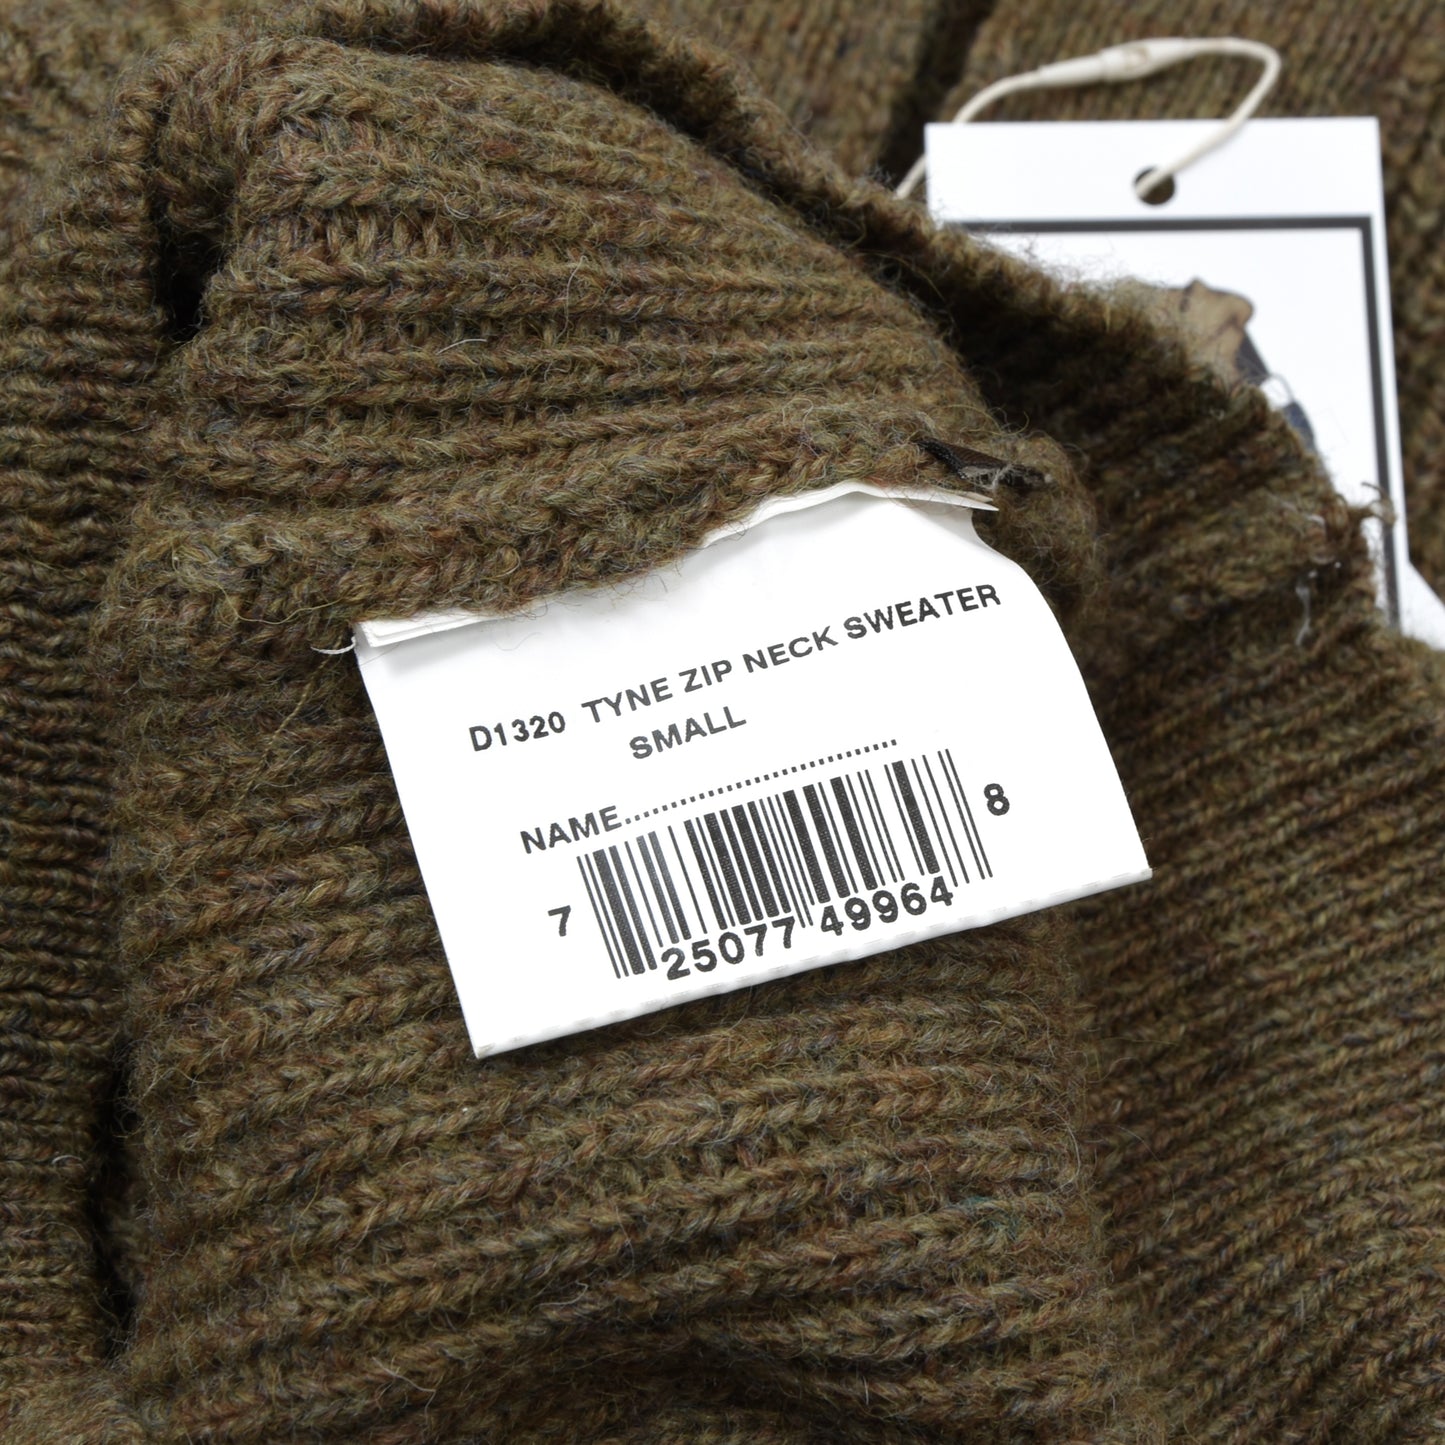 D1320 TYNE ZIP NECK SWEATER
SMALL
NAME..................................
7 25077 49964 8